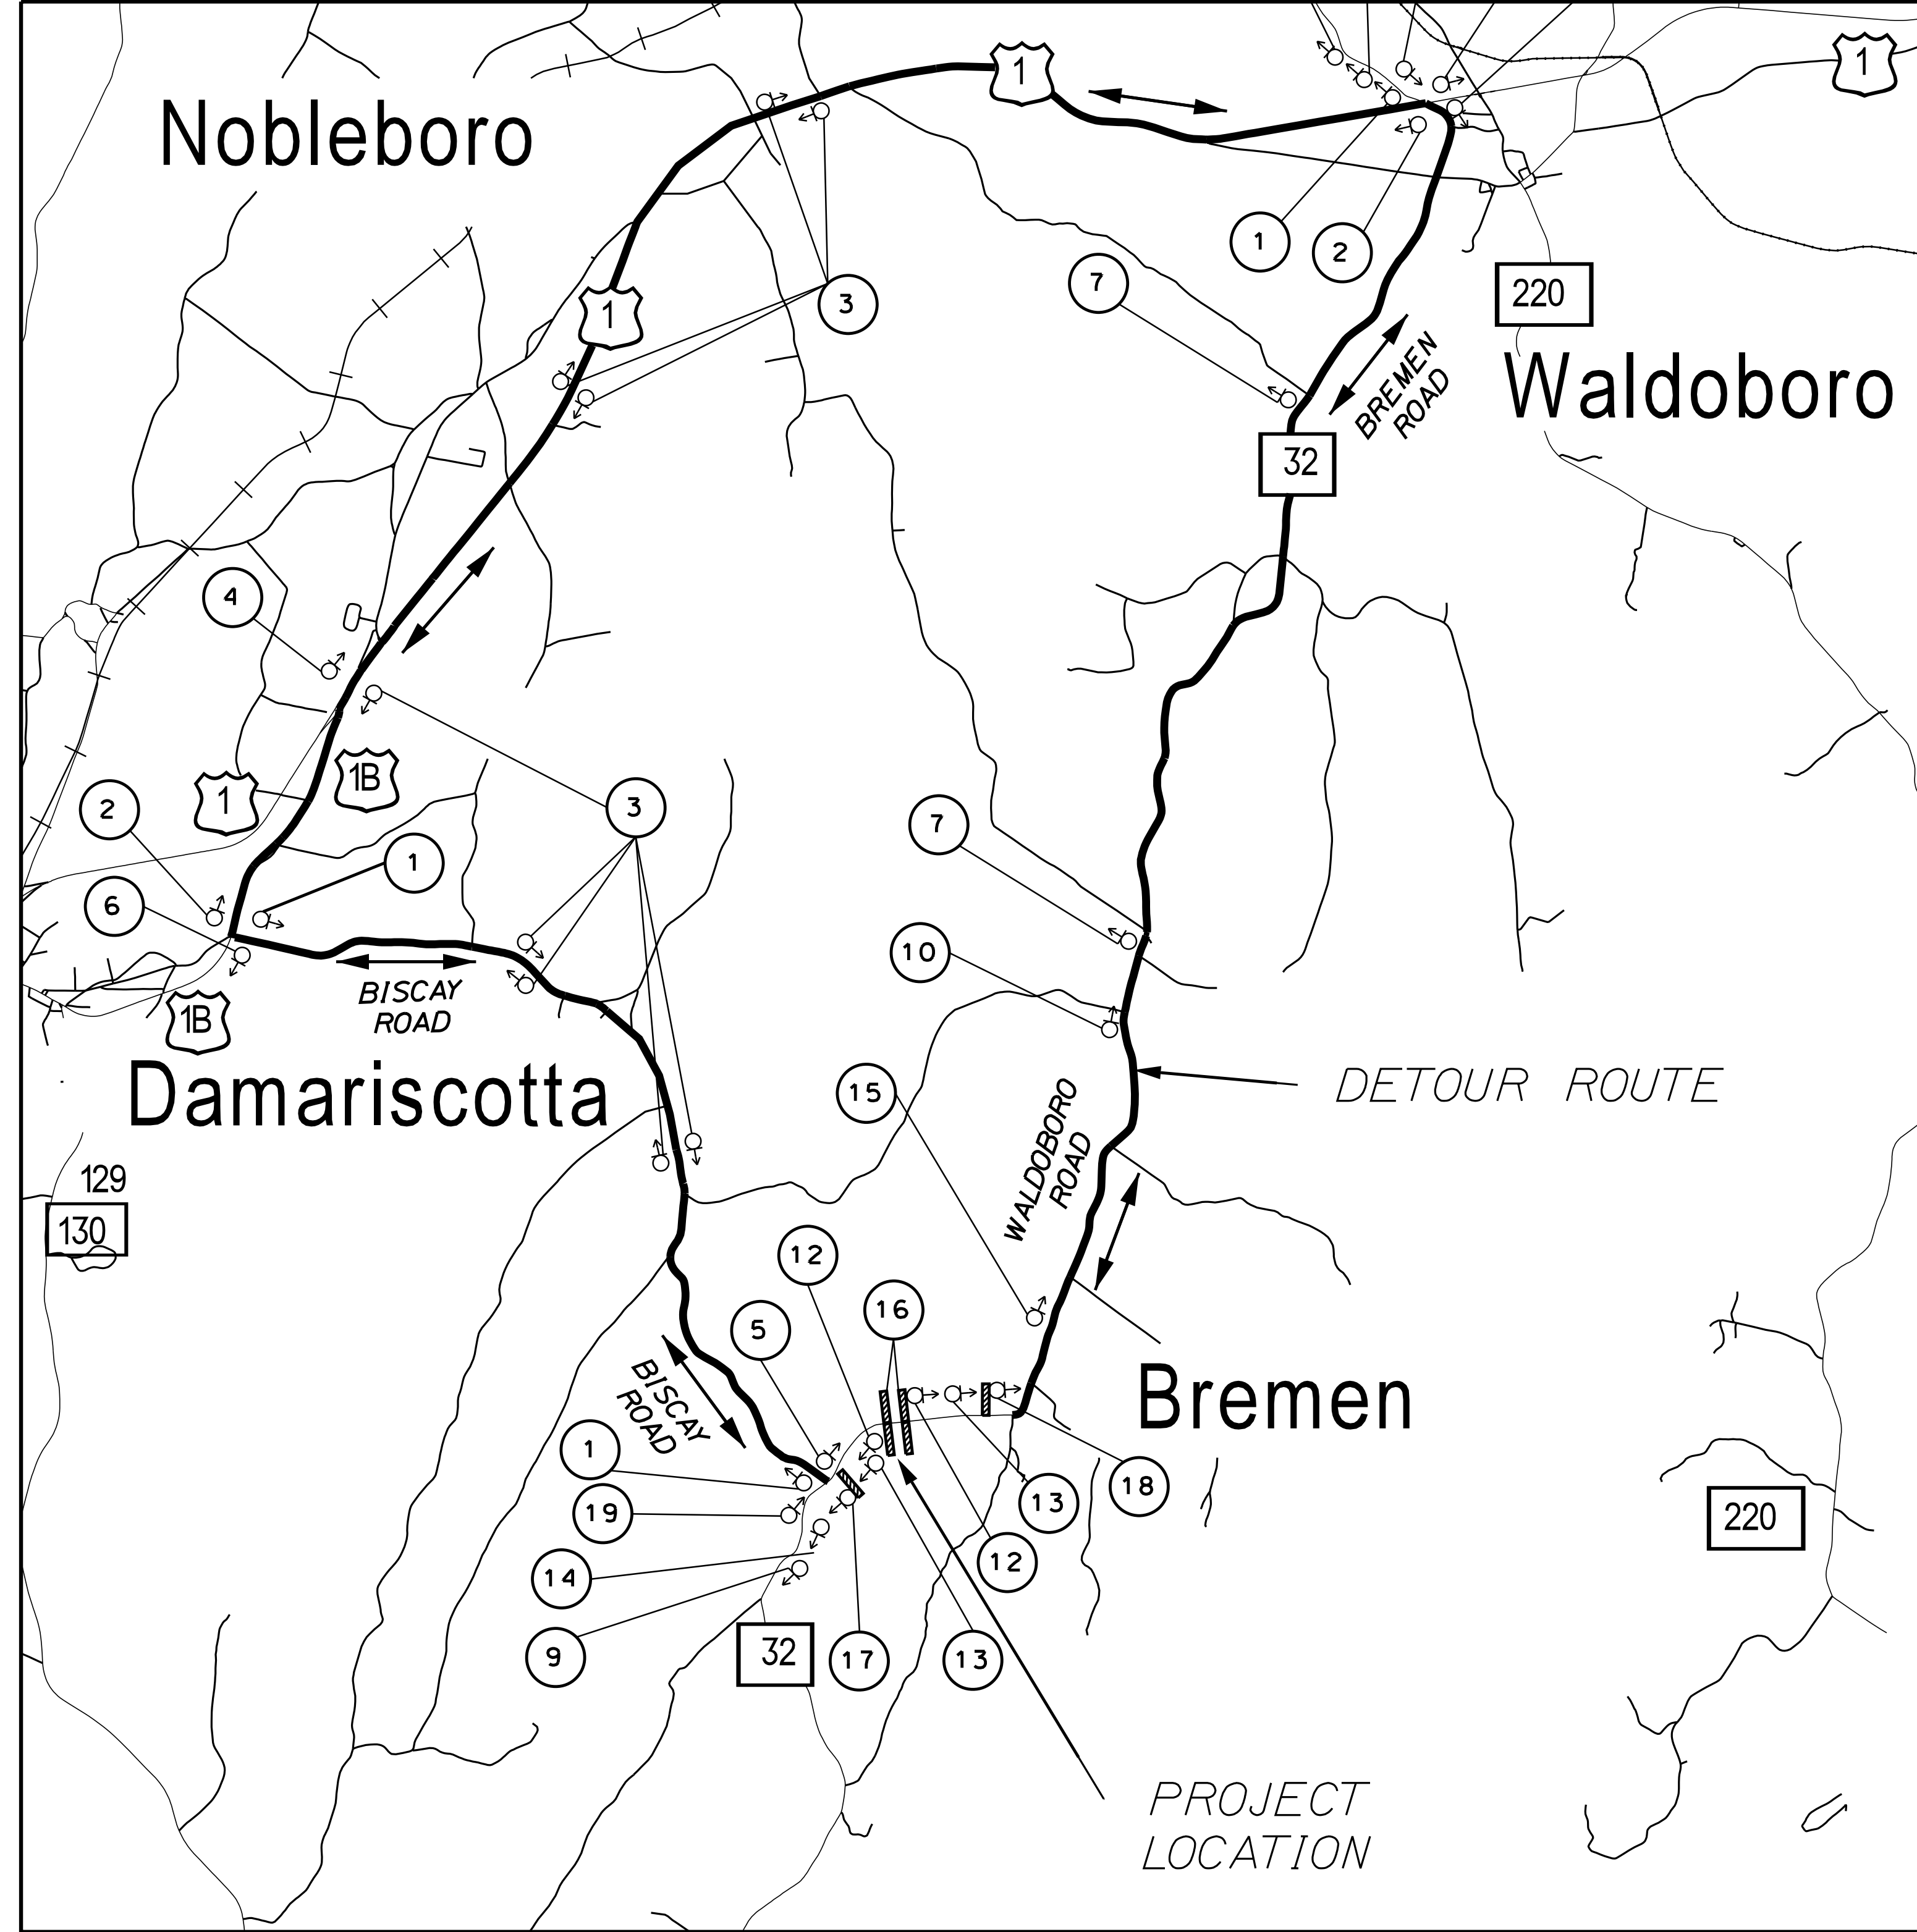 1
1
Nobleboro
1
2
220
7
3
1
BREMEN
ROAD
Waldoboro
32
4
1B
1
2
3
7
1
6
10
BISCAY
ROAD
1B
Damariscotta
DETOUR ROUTE
15
WALDOBORO
ROAD
129
130
12
16
5
BISCAY
ROAD
Bremen
1
18
13
19
220
12
14
9
32
17
13
PROJECT
LOCATION